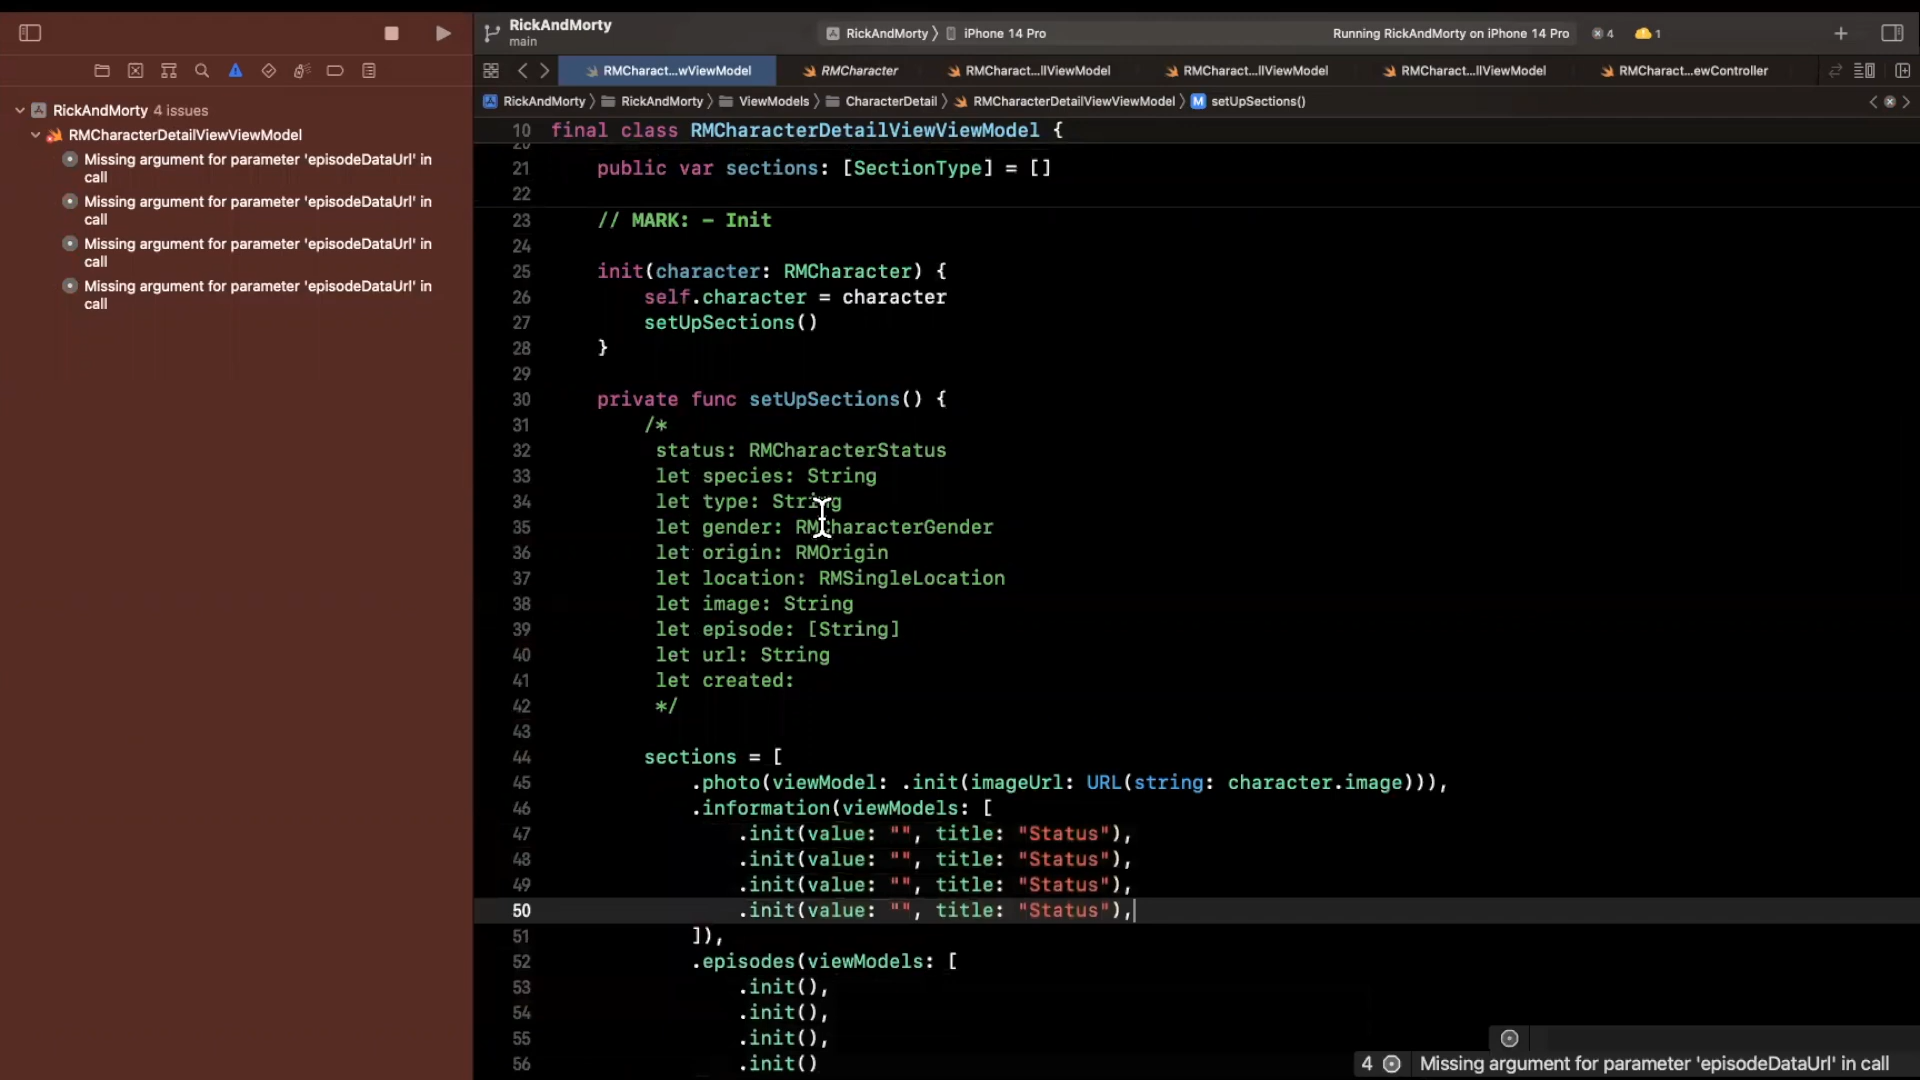 RickAndMorty
main
RickAndMorty 〉 iPhone 14 Pro
Running RickAndMorty on iPhone 14 Pro
4
1
RMCharact...wViewModel
RMCharacter
RMCharact...llViewModel
RMCharact...llViewModel
RMCharact...llViewModel
RMCharact...ewController
RickAndMorty 〉 RickAndMorty 〉 ViewModels 〉 CharacterDetail 〉 RMCharacterDetailViewViewModel 〉 M setUpSections()
RickAndMorty 4 issues
RMCharacterDetailViewViewModel
Missing argument for parameter 'episodeDataUrl' in
call
Missing argument for parameter 'episodeDataUrl' in
call
Missing argument for parameter 'episodeDataUrl' in
call
Missing argument for parameter 'episodeDataUrl' in
call
10 final class RMCharacterDetailViewViewModel {
21 public var sections: [SectionType] = []
22
23 // MARK: - Init
24
25 init(character: RMCharacter) {
26 self.character = character
27 setUpSections()
28 }
29
30 private func setUpSections() {
31 /*
32 status: RMCharacterStatus
33 let species: String
34 let type: String
35 let gender: RMCharacterGender
36 let origin: RMOrigin
37 let location: RMSingleLocation
38 let image: String
39 let episode: [String]
40 let url: String
41 let created:
42 */
43
44 sections = [
45 .photo(viewModel: .init(imageUrl: URL(string: character.image))),
46 .information(viewModels: [
47 .init(value: "", title: "Status"),
48 .init(value: "", title: "Status"),
49 .init(value: "", title: "Status"),
50 .init(value: "", title: "Status"),
51 ]),
52 .episodes(viewModels: [
53 .init(),
54 .init(),
55 .init(),
56 .init()
4 Missing argument for parameter 'episodeDataUrl' in call